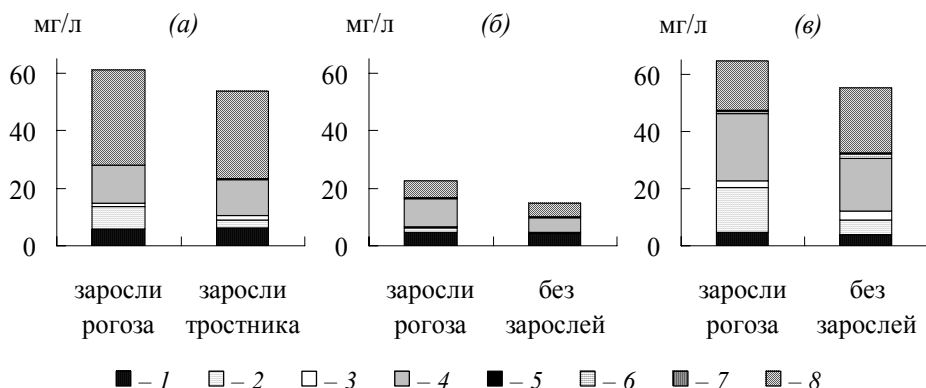 мг/л (а) мг/л (б) мг/л (в)
60 60 60
40 40 40
20 20 20
0 0 0
заросли заросли заросли без заросли без
рогоза тростника рогоза зарослей рогоза зарослей
– 1 – 2 – 3 – 4 – 5 – 6 – 7 – 8